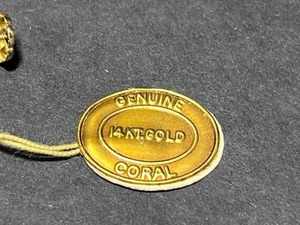 GENUINE
14 KT. GOLD
CORAL